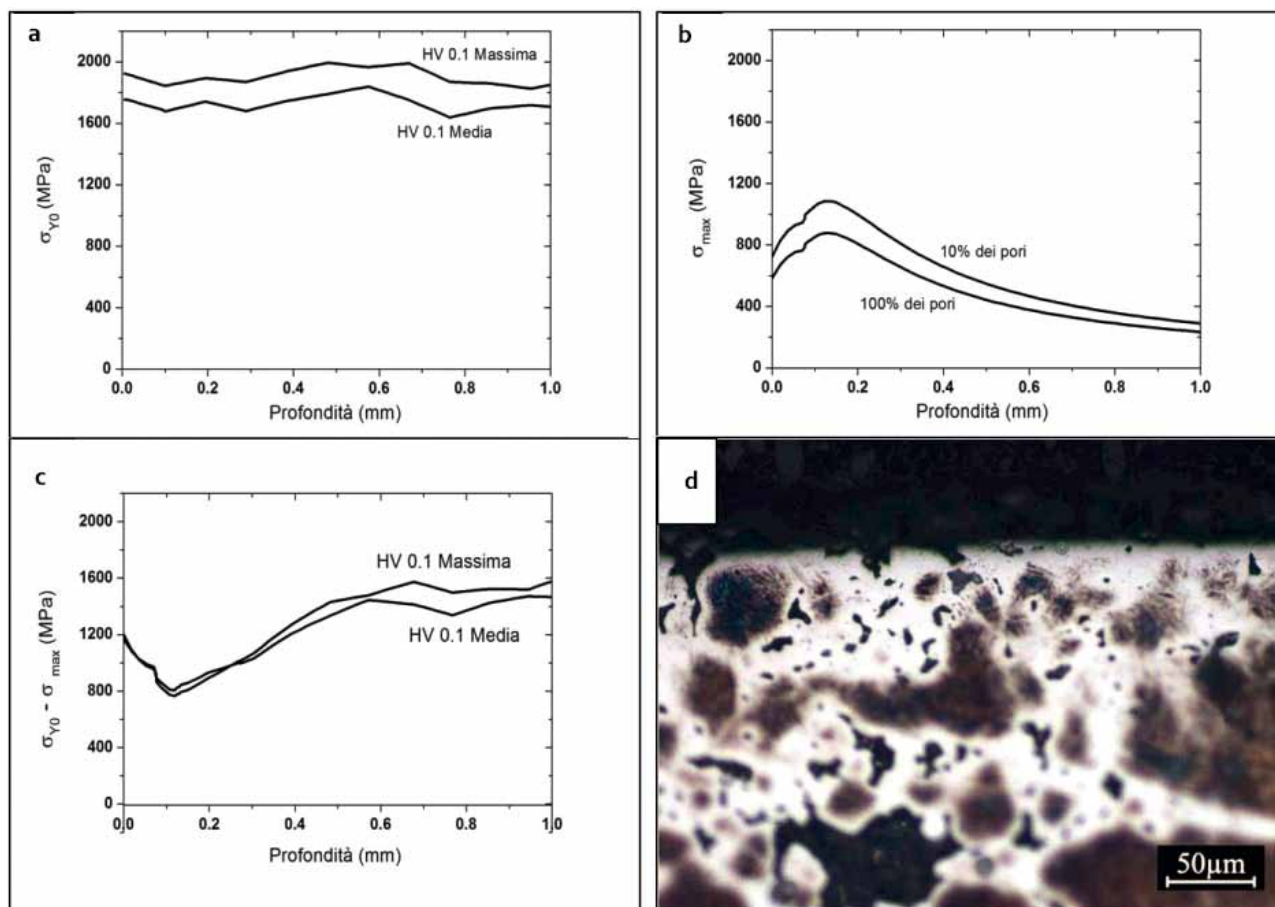 a
2000
1600
1200
800
400
0
σY0 (MPa)
HV 0.1 Massima
HV 0.1 Media
0.0 0.2 0.4 0.6 0.8 1.0
Profondità (mm)
b
2000
1600
1200
800
400
0
σmax (MPa)
10% dei pori
100% dei pori
0.0 0.2 0.4 0.6 0.8 1.0
Profondità (mm)
c
2000
1600
1200
800
400
0
σY0 - σmax (MPa)
HV 0.1 Massima
HV 0.1 Media
0.0 0.2 0.4 0.6 0.8 1.0
Profondità (mm)
d
50µm